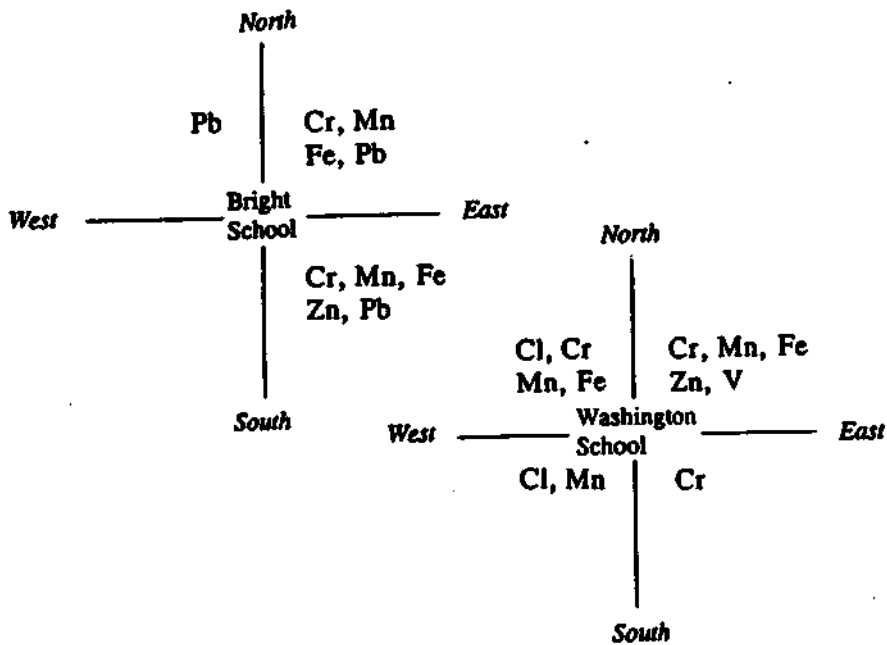 North
Pb
Cr, Mn
Fe, Pb
West
Bright
School
East
Cr, Mn, Fe
Zn, Pb
South
North
Cl, Cr
Mn, Fe
Cr, Mn, Fe
Zn, V
West
Washington
School
East
Cl, Mn
Cr
South